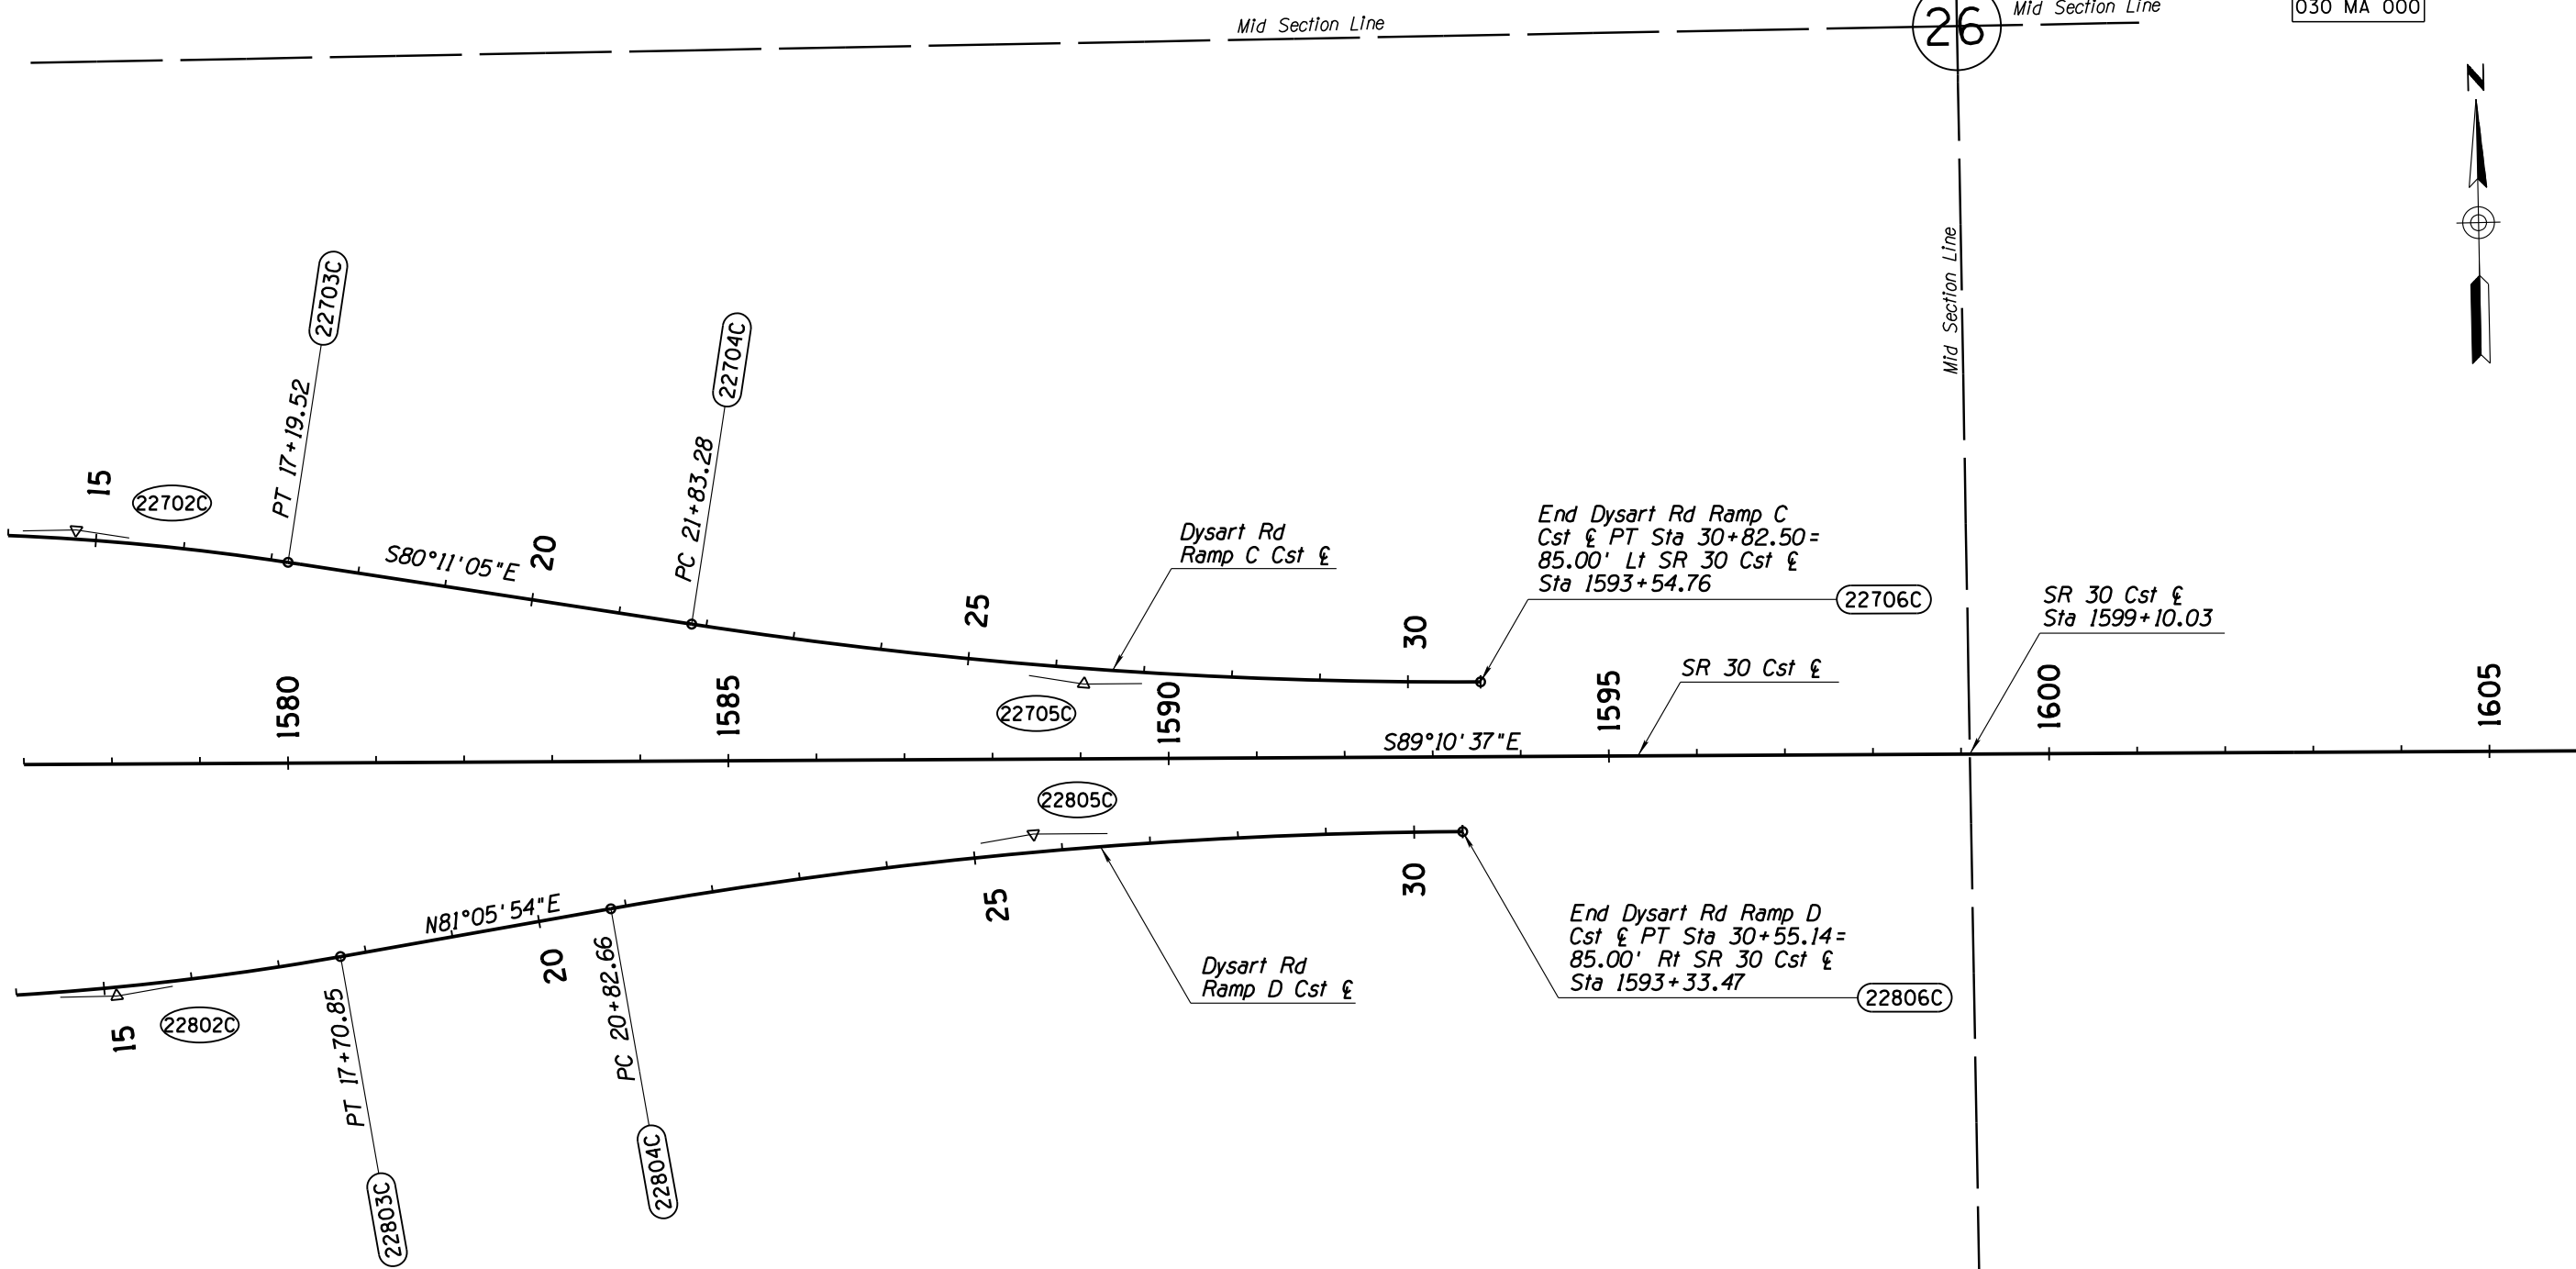 Mid Section Line
26
Mid Section Line
030 MA 000
N
Mid Section Line
22703C
PT 17+19.52
22704C
PC 21+83.28
15
22702C
S80°11'05"E
20
25
30
Dysart Rd
Ramp C Cst ℄
End Dysart Rd Ramp C
Cst ℄ PT Sta 30+82.50=
85.00' Lt SR 30 Cst ℄
Sta 1593+54.76
22706C
SR 30 Cst ℄
Sta 1599+10.03
SR 30 Cst ℄
22705C
1580
1585
1590
1595
1600
1605
S89°10'37"E
22805C
N81°05'54"E
15
22802C
20
25
30
PT 17+70.85
22803C
PC 20+82.66
22804C
Dysart Rd
Ramp D Cst ℄
End Dysart Rd Ramp D
Cst ℄ PT Sta 30+55.14=
85.00' Rt SR 30 Cst ℄
Sta 1593+33.47
22806C